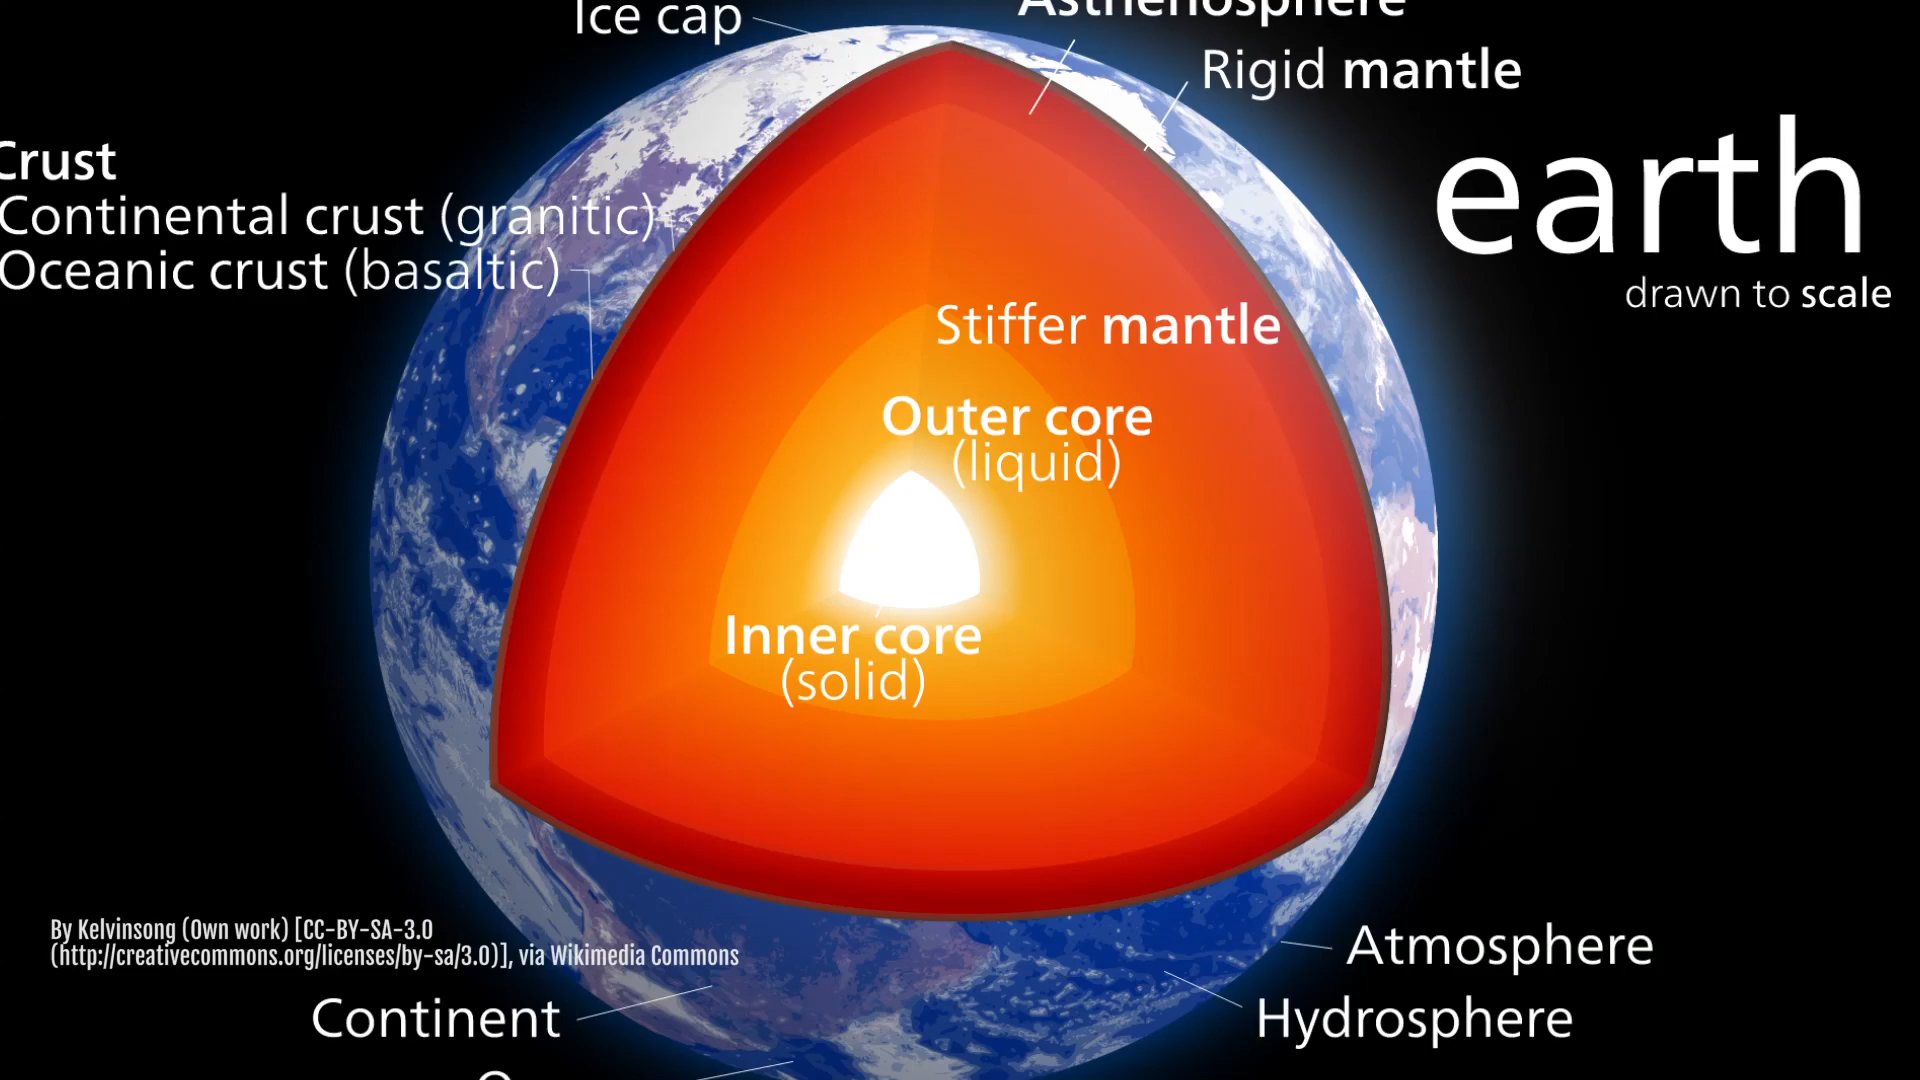 Ice cap
Asthenosphere
Rigid mantle
earth
drawn to scale
Crust
Continental crust (granitic)
Oceanic crust (basaltic)
Stiffer mantle
Outer core
(liquid)
Inner core
(solid)
By Kelvinsong (Own work) [CC-BY-SA-3.0
(http://creativecommons.org/licenses/by-sa/3.0)], via Wikimedia Commons
Atmosphere
Continent
Hydrosphere